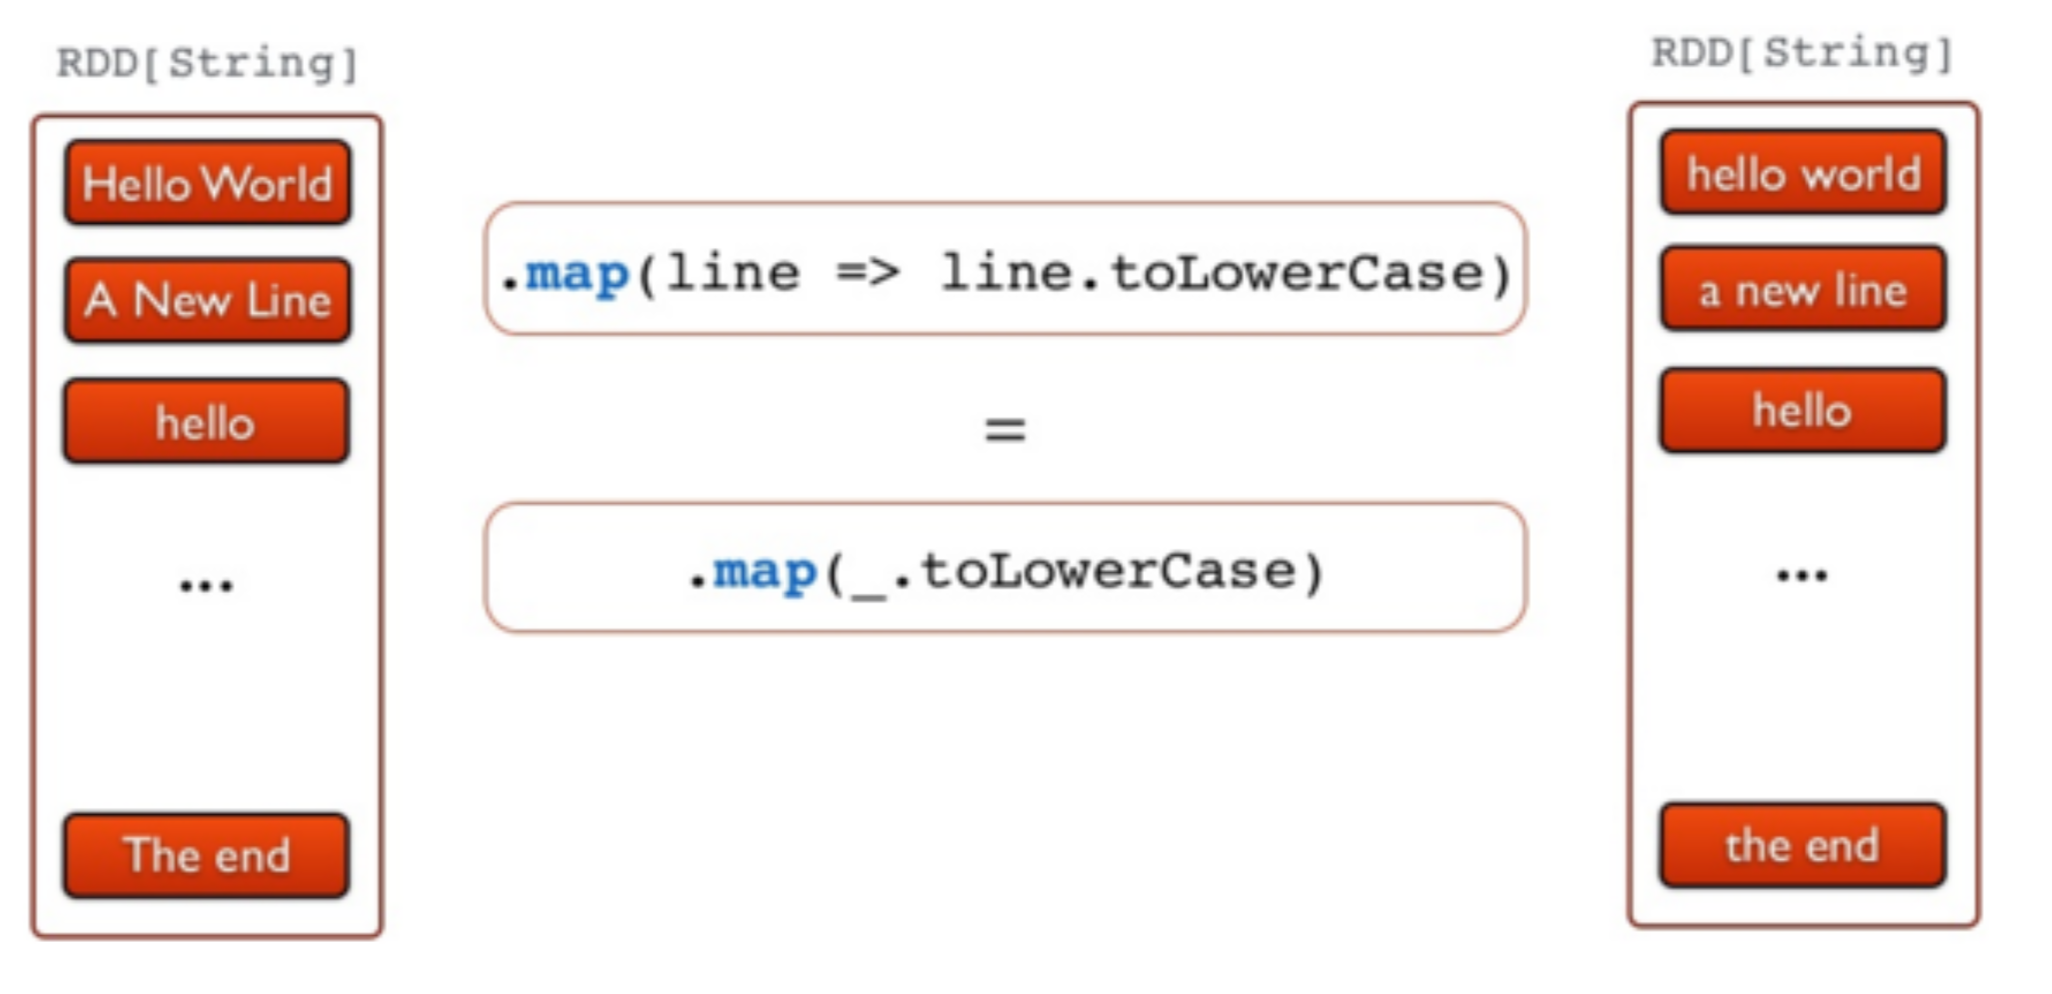 RDD[String]
Hello World
A New Line
hello
...
The end
.map(line => line.toLowerCase)
=
.map(_.toLowerCase)
RDD[String]
hello world
a new line
hello
...
the end